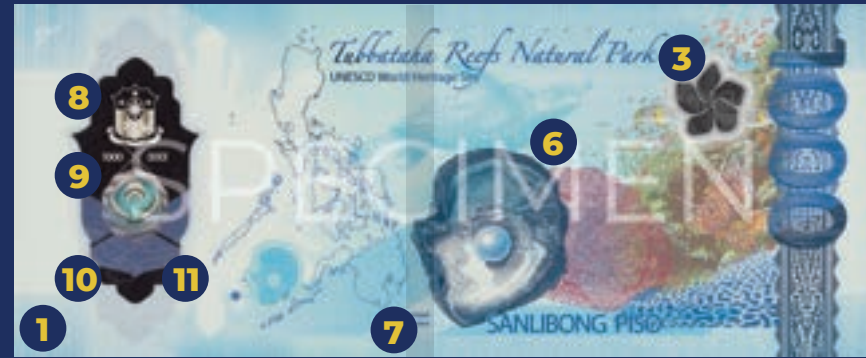 Tubbataha Reefs Natural Park
UNESCO World Heritage Site
3
8
6
9
SPECIMEN
10
11
1
7
SANLIBONG PISO